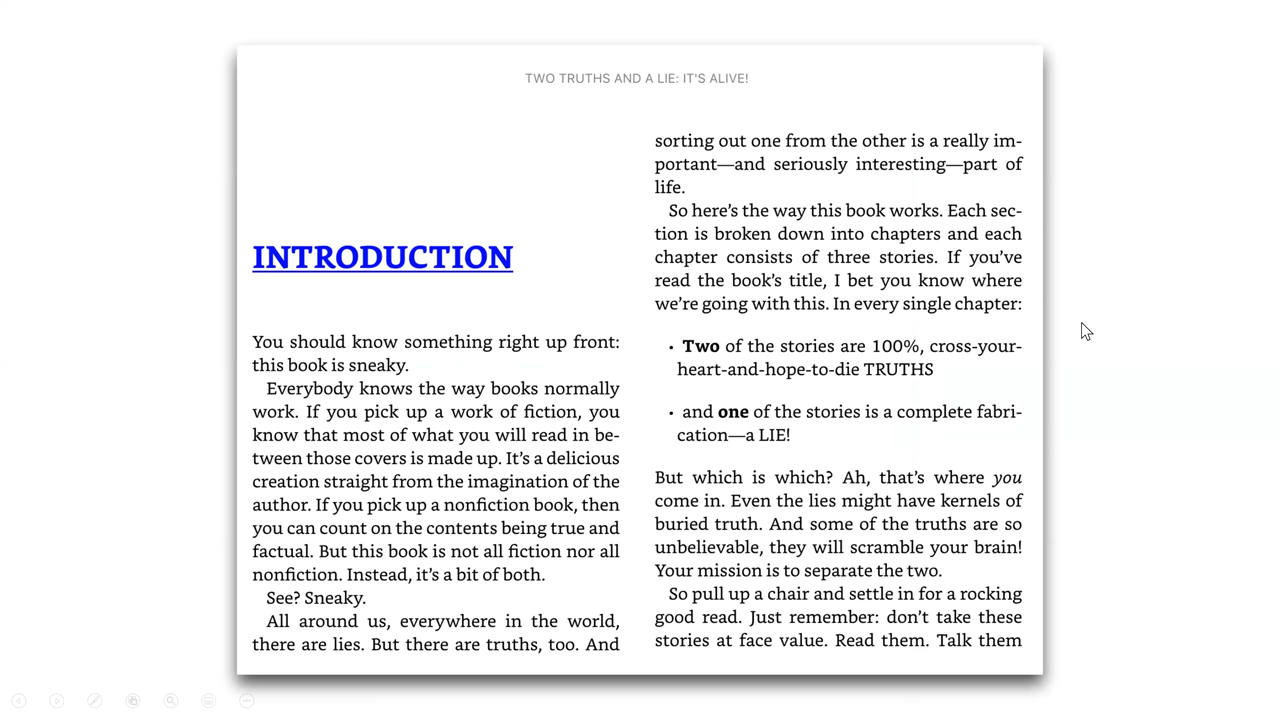 TWO TRUTHS AND A LIE: IT'S ALIVE!
INTRODUCTION
You should know something right up front:
this book is sneaky.
Everybody knows the way books normally
work. If you pick up a work of fiction, you
know that most of what you will read in be-
tween those covers is made up. It’s a delicious
creation straight from the imagination of the
author. If you pick up a nonfiction book, then
you can count on the contents being true and
factual. But this book is not all fiction nor all
nonfiction. Instead, it’s a bit of both.
See? Sneaky.
All around us, everywhere in the world,
there are lies. But there are truths, too. And
sorting out one from the other is a really im-
portant—and seriously interesting—part of
life.
So here’s the way this book works. Each sec-
tion is broken down into chapters and each
chapter consists of three stories. If you’ve
read the book’s title, I bet you know where
we’re going with this. In every single chapter:
• Two of the stories are 100%, cross-your-
heart-and-hope-to-die TRUTHS
• and one of the stories is a complete fabri-
cation—a LIE!
But which is which? Ah, that’s where you
come in. Even the lies might have kernels of
buried truth. And some of the truths are so
unbelievable, they will scramble your brain!
Your mission is to separate the two.
So pull up a chair and settle in for a rocking
good read. Just remember: don’t take these
stories at face value. Read them. Talk them